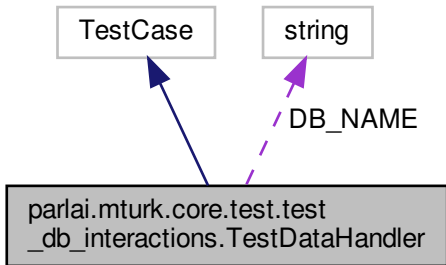 TestCase
string
DB_NAME
parlai.mturk.core.test.test
_db_interactions.TestDataHandler